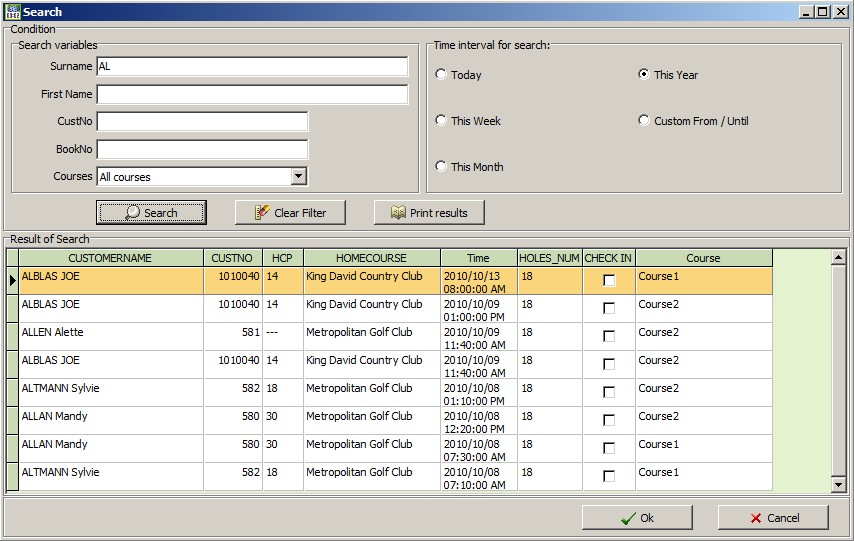 Search
Condition
Search variables
Time interval for search:
Surname AL
First Name
CustNo
BookNo
Courses All courses
Today
This Year
This Week
Custom From / Until
This Month
Search Clear Filter Print results
Result of Search
CUSTOMERNAME CUSTNO HCP HOMECOURSE Time HOLES_NUM CHECK IN Course
ALBLAS JOE 1010040 14 King David Country Club 2010/10/13 18 Course1
08:00:00 AM
ALBLAS JOE 1010040 14 King David Country Club 2010/10/09 18 Course2
01:00:00 PM
ALLEN Alette 581 --- Metropolitan Golf Club 2010/10/09 18 Course2
11:40:00 AM
ALBLAS JOE 1010040 14 King David Country Club 2010/10/09 18 Course2
11:40:00 AM
ALTMANN Sylvie 582 18 Metropolitan Golf Club 2010/10/08 18 Course2
01:10:00 PM
ALLAN Mandy 580 30 Metropolitan Golf Club 2010/10/08 18 Course2
12:20:00 PM
ALLAN Mandy 580 30 Metropolitan Golf Club 2010/10/08 18 Course1
07:30:00 AM
ALTMANN Sylvie 582 18 Metropolitan Golf Club 2010/10/08 18 Course1
07:10:00 AM
Ok Cancel